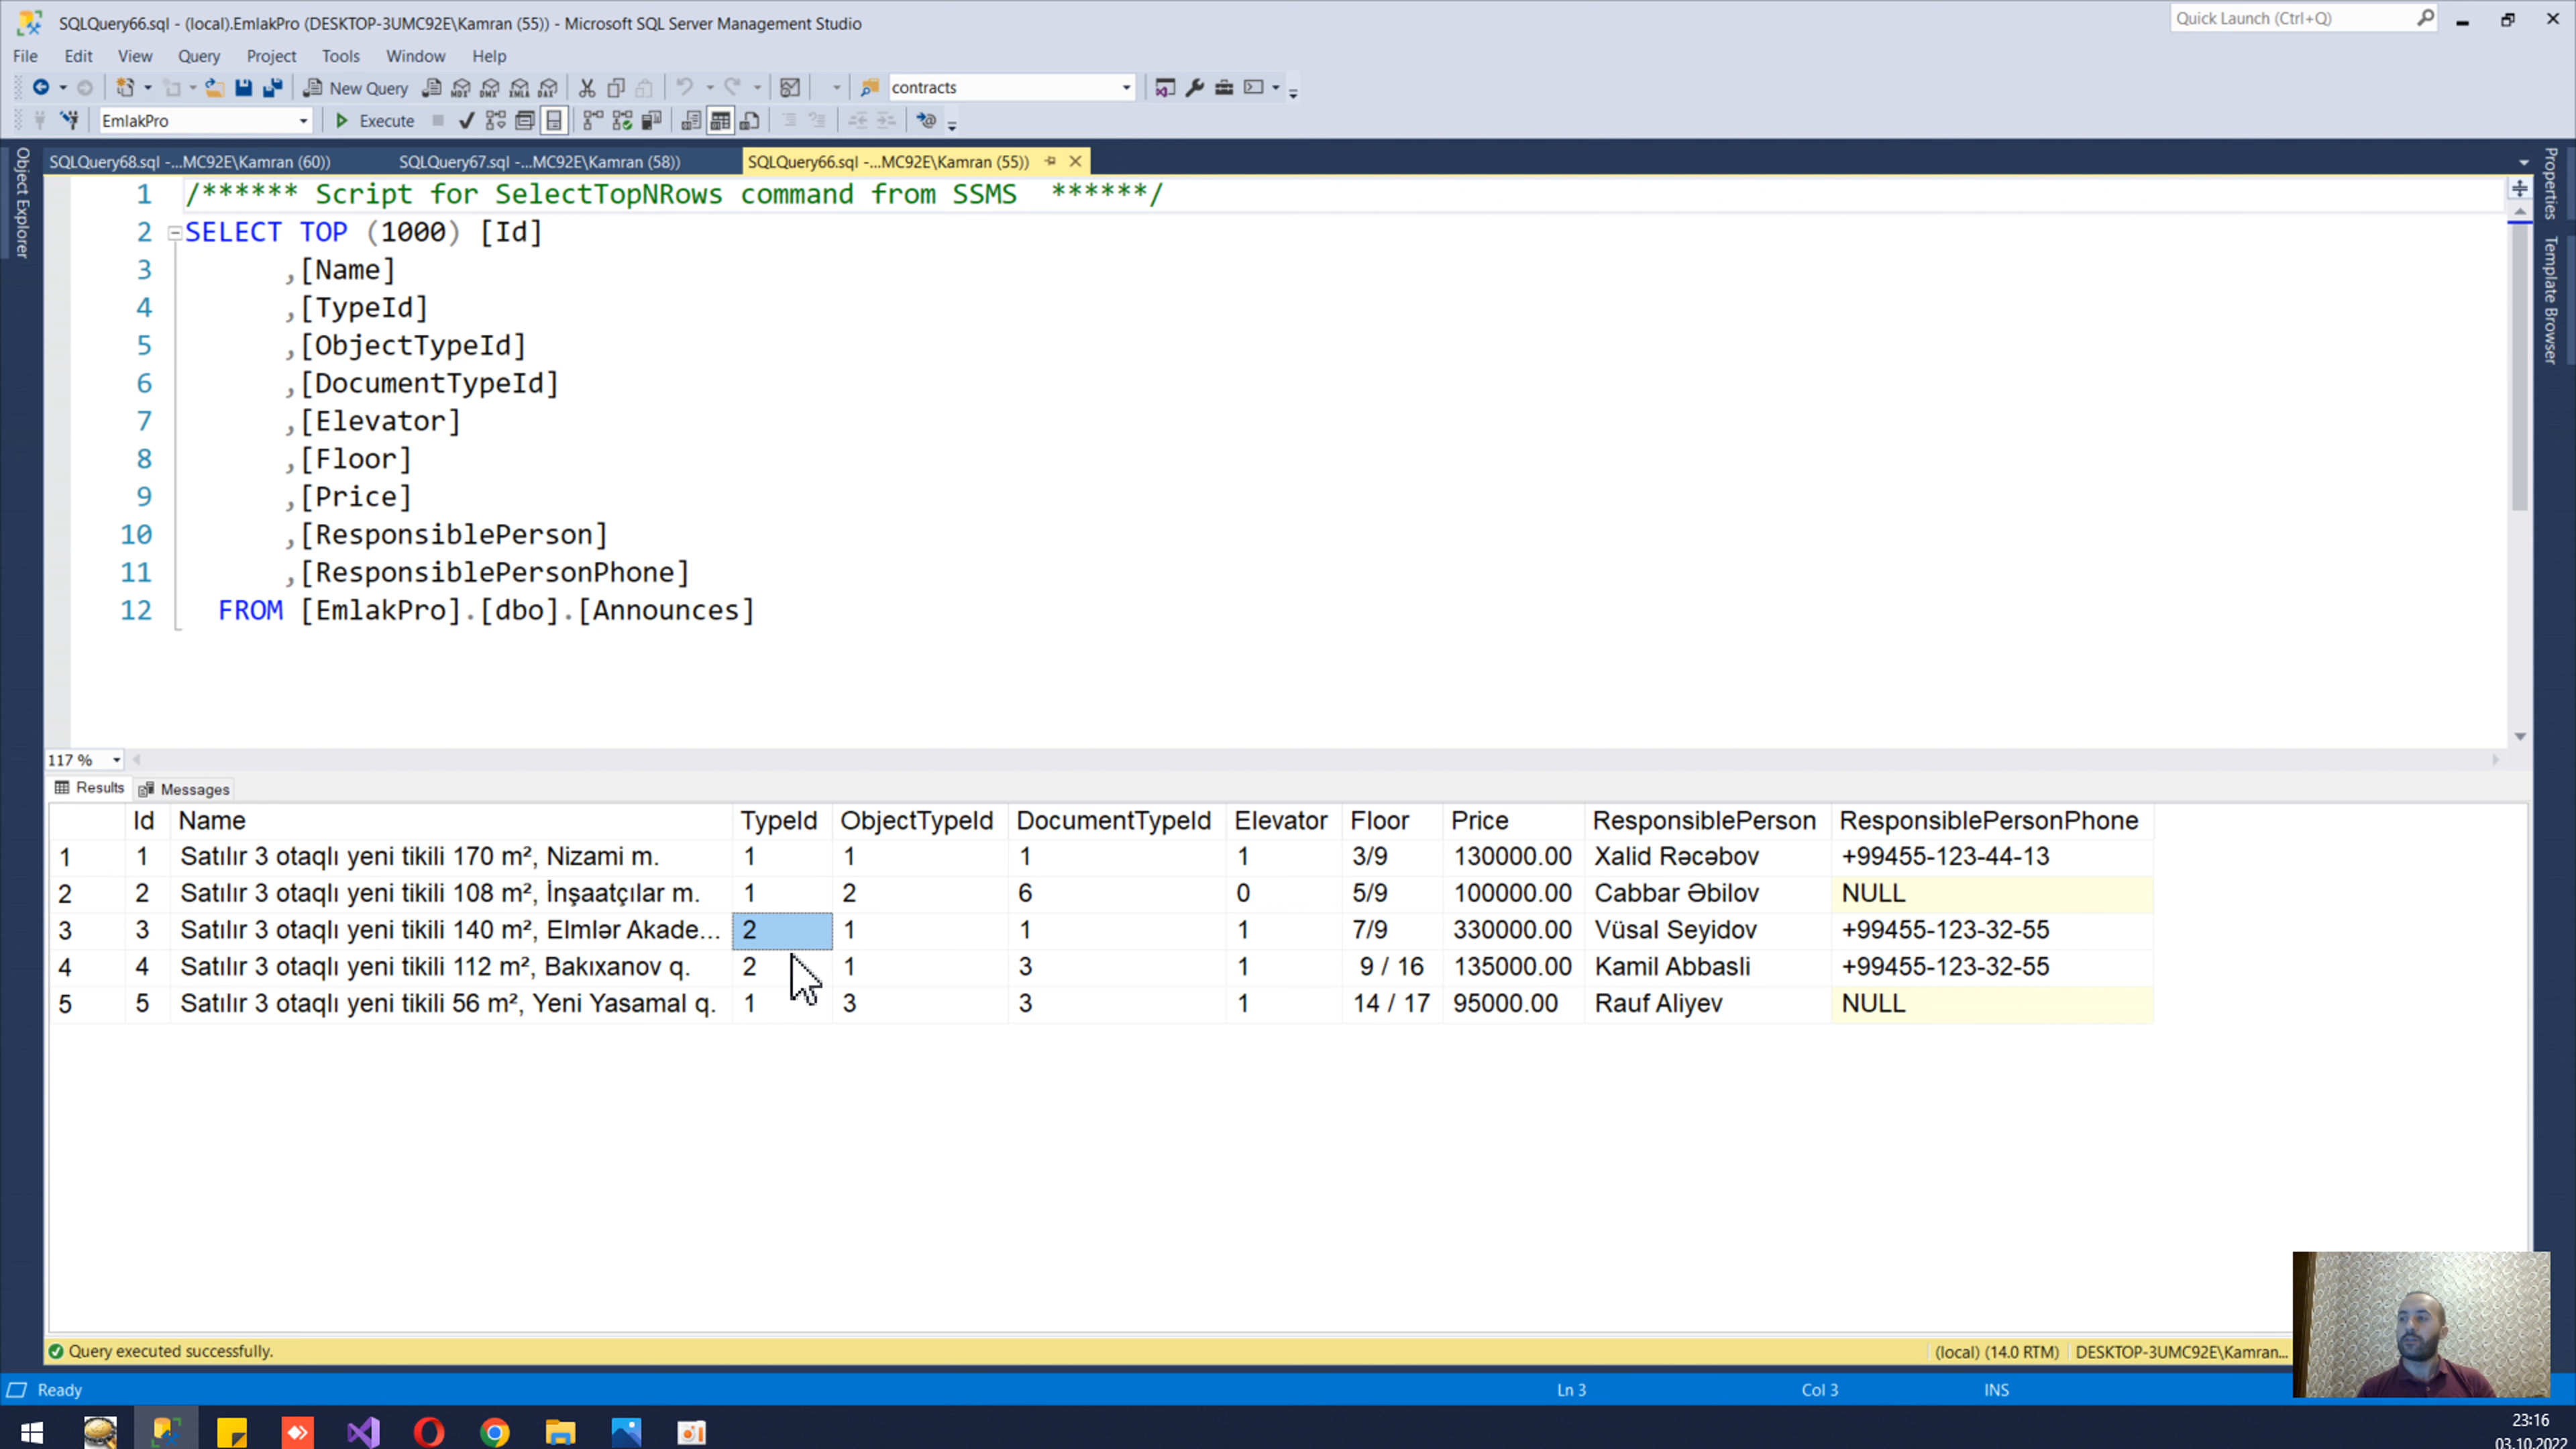 SQLQuery66.sql - (local).EmlakPro (DESKTOP-3UMC92E\Kamran (55)) - Microsoft SQL Server Management Studio
Quick Launch (Ctrl+Q)
File Edit View Query Project Tools Window Help
New Query
MDX DMX XMLA DAX
contracts
EmlakPro
Execute
Object Explorer
SQLQuery68.sql -...MC92E\Kamran (60))
SQLQuery67.sql -...MC92E\Kamran (58))
SQLQuery66.sql -...MC92E\Kamran (55))
Properties
Template Browser
1 /****** Script for SelectTopNRows command from SSMS ******/
2 SELECT TOP (1000) [Id]
3 ,[Name]
4 ,[TypeId]
5 ,[ObjectTypeId]
6 ,[DocumentTypeId]
7 ,[Elevator]
8 ,[Floor]
9 ,[Price]
10 ,[ResponsiblePerson]
11 ,[ResponsiblePersonPhone]
12 FROM [EmlakPro].[dbo].[Announces]
117 %
Results Messages
Id Name TypeId ObjectTypeId DocumentTypeId Elevator Floor Price ResponsiblePerson ResponsiblePersonPhone
1 1 Satılır 3 otaqlı yeni tikili 170 m², Nizami m. 1 1 1 1 3/9 130000.00 Xalid Rəcəbov +99455-123-44-13
2 2 Satılır 3 otaqlı yeni tikili 108 m², İnşaatçılar m. 1 2 6 0 5/9 100000.00 Cabbar Əbilov NULL
3 3 Satılır 3 otaqlı yeni tikili 140 m², Elmlər Akade... 2 1 1 1 7/9 330000.00 Vüsal Seyidov +99455-123-32-55
4 4 Satılır 3 otaqlı yeni tikili 112 m², Bakıxanov q. 2 1 3 1 9 / 16 135000.00 Kamil Abbasli +99455-123-32-55
5 5 Satılır 3 otaqlı yeni tikili 56 m², Yeni Yasamal q. 1 3 3 1 14 / 17 95000.00 Rauf Aliyev NULL
Query executed successfully.
(local) (14.0 RTM) DESKTOP-3UMC92E\Kamran...
Ready
Ln 3
Col 3
INS
23:16
03.10.2022